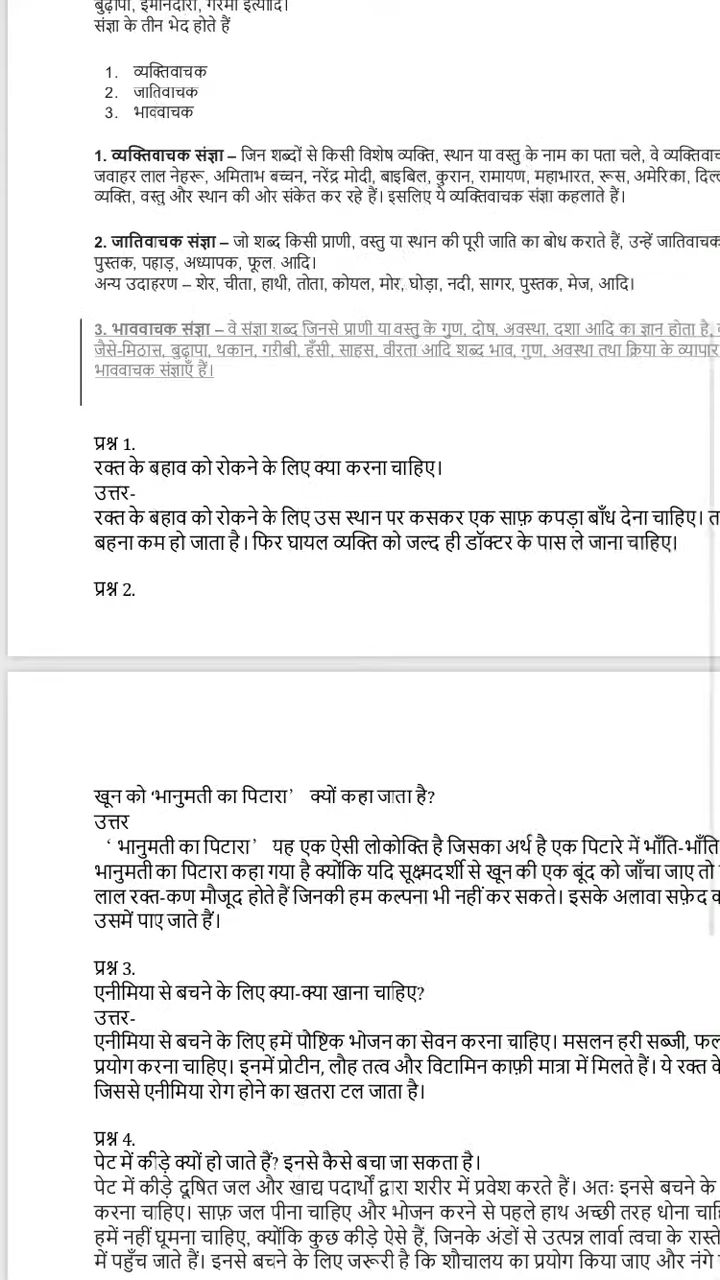 बुढ़ापा, ईमानदारी, गरमी इत्यादि।
संज्ञा के तीन भेद होते हैं
1. व्यक्तिवाचक
2. जातिवाचक
3. भाववाचक
1. व्यक्तिवाचक संज्ञा – जिन शब्दों से किसी विशेष व्यक्ति, स्थान या वस्तु के नाम का पता चले, वे
जवाहर लाल नेहरू, अमिताभ बच्चन, नरेंद्र मोदी, बाइबिल, कुरान, रामायण, महाभारत, रूस, अमेरिका,
व्यक्ति, वस्तु और स्थान की ओर संकेत कर रहे हैं। इसलिए ये व्यक्तिवाचक संज्ञा कहलाते हैं।
2. जातिवाचक संज्ञा – जो शब्द किसी प्राणी, वस्तु या स्थान की पूरी जाति का बोध कराते हैं, उन्हें जातिवाचक
पुस्तक, पहाड़, अध्यापक, फूल. आदि।
अन्य उदाहरण – शेर, चीता, हाथी, तोता, कोयल, मोर, घोड़ा, नदी, सागर, पुस्तक, मेज, आदि।
3. भाववाचक संज्ञा – वे संज्ञा शब्द जिनसे प्राणी या वस्तु के गुण, दोष, अवस्था, दशा आदि का ज्ञान होता है,
जैसे-मिठास, बुढ़ापा, थकान, गरीबी, हँसी, साहस, वीरता आदि शब्द भाव, गुण, अवस्था तथा क्रिया के व्यापार
भाववाचक संज्ञाएँ हैं।
प्रश्न 1.
रक्त के बहाव को रोकने के लिए क्या करना चाहिए।
उत्तर-
रक्त के बहाव को रोकने के लिए उस स्थान पर कसकर एक साफ़ कपड़ा बाँध देना चाहिए।
बहना कम हो जाता है। फिर घायल व्यक्ति को जल्द ही डॉक्टर के पास ले जाना चाहिए।
प्रश्न 2.
खून को ‘भानुमती का पिटारा’ क्यों कहा जाता है?
उत्तर
‘ भानुमती का पिटारा’ यह एक ऐसी लोकोक्ति है जिसका अर्थ है एक पिटारे में भाँति-भाँति
भानुमती का पिटारा कहा गया है क्योंकि यदि सूक्ष्मदर्शी से खून की एक बूंद को जाँचा जाए तो
लाल रक्त-कण मौजूद होते हैं जिनकी हम कल्पना भी नहीं कर सकते। इसके अलावा सफ़ेद
उसमें पाए जाते हैं।
प्रश्न 3.
एनीमिया से बचने के लिए क्या-क्या खाना चाहिए?
उत्तर-
एनीमिया से बचने के लिए हमें पौष्टिक भोजन का सेवन करना चाहिए। मसलन हरी सब्जी, फल
प्रयोग करना चाहिए। इनमें प्रोटीन, लौह तत्व और विटामिन काफ़ी मात्रा में मिलते हैं। ये रक्त के
जिससे एनीमिया रोग होने का खतरा टल जाता है।
प्रश्न 4.
पेट में कीड़े क्यों हो जाते हैं? इनसे कैसे बचा जा सकता है।
पेट में कीड़े दूषित जल और खाद्य पदार्थों द्वारा शरीर में प्रवेश करते हैं। अतः इनसे बचने के
करना चाहिए। साफ़ जल पीना चाहिए और भोजन करने से पहले हाथ अच्छी तरह धोना
हमें नहीं घूमना चाहिए, क्योंकि कुछ कीड़े ऐसे हैं, जिनके अंडों से उत्पन्न लार्वा त्वचा के रास्ते
में पहुँच जाते हैं। इनसे बचने के लिए जरूरी है कि शौचालय का प्रयोग किया जाए और नंगे